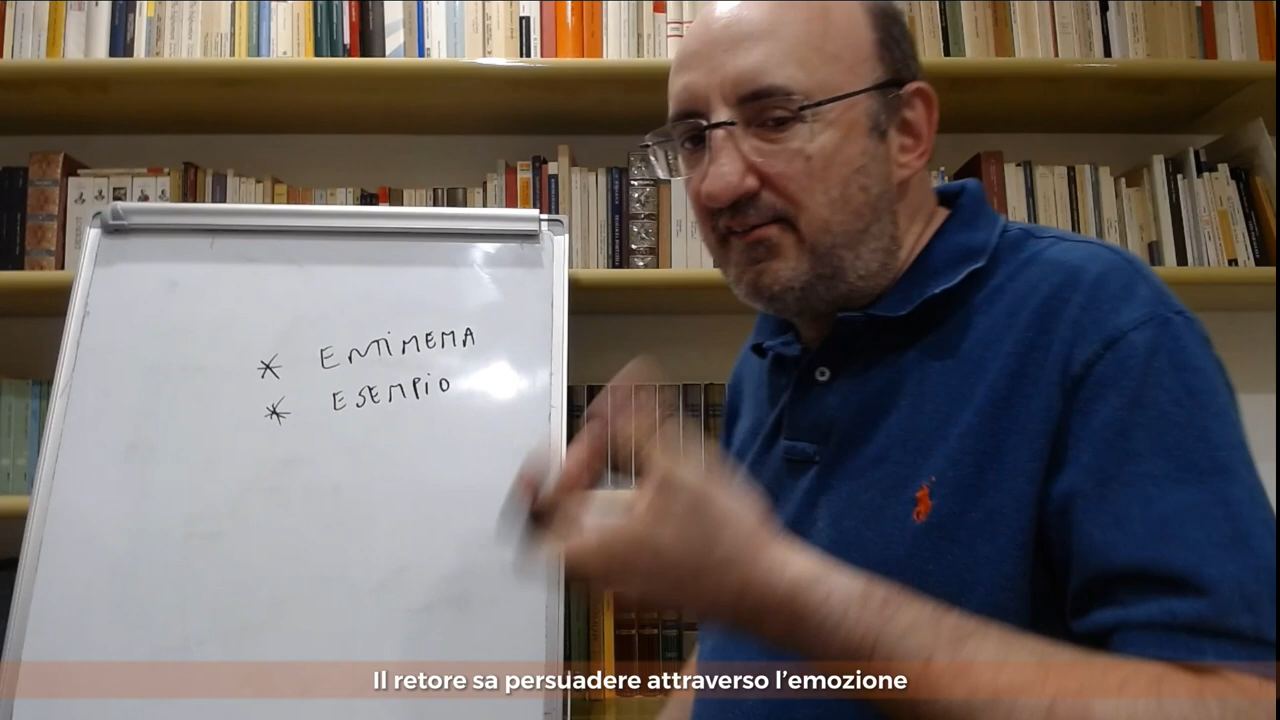 * ENTIMEMA
* ESEMPIO
Il retore sa persuadere attraverso l'emozione